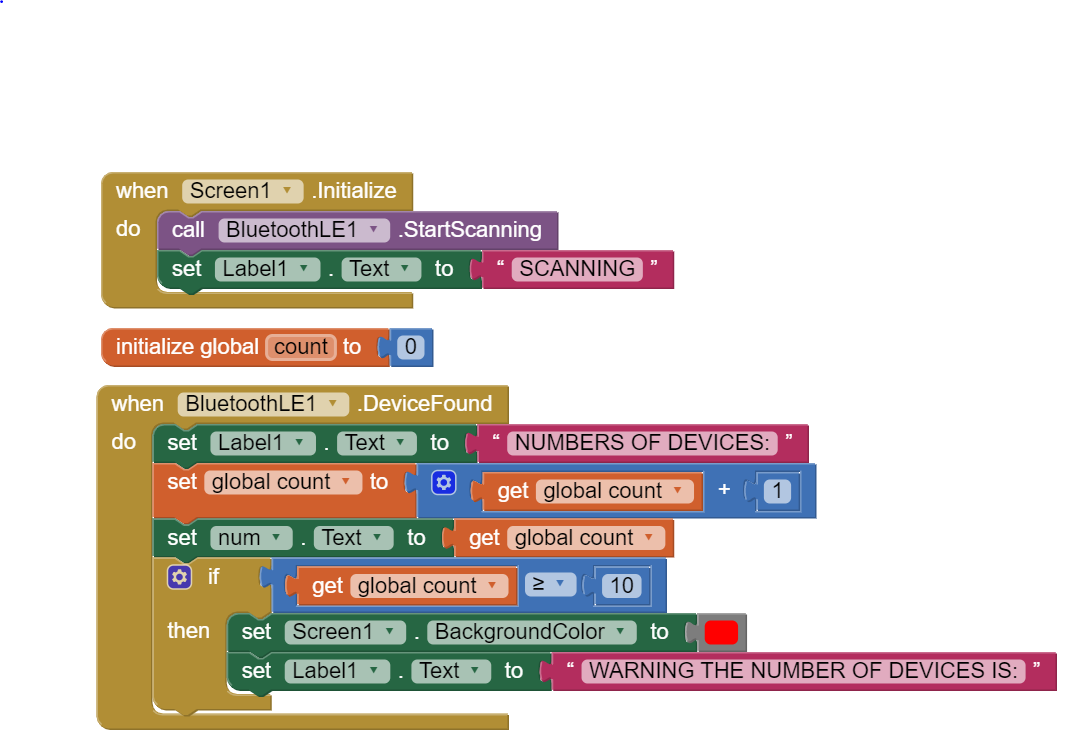 when Screen1 .Initialize
do call BluetoothLE1 .StartScanning
set Label1 . Text to “ SCANNING ”
initialize global count to 0
when BluetoothLE1 .DeviceFound
do set Label1 . Text to “ NUMBERS OF DEVICES: ”
set global count to get global count + 1
set num . Text to get global count
if get global count ≥ 10
then set Screen1 . BackgroundColor to
set Label1 . Text to “ WARNING THE NUMBER OF DEVICES IS: ”